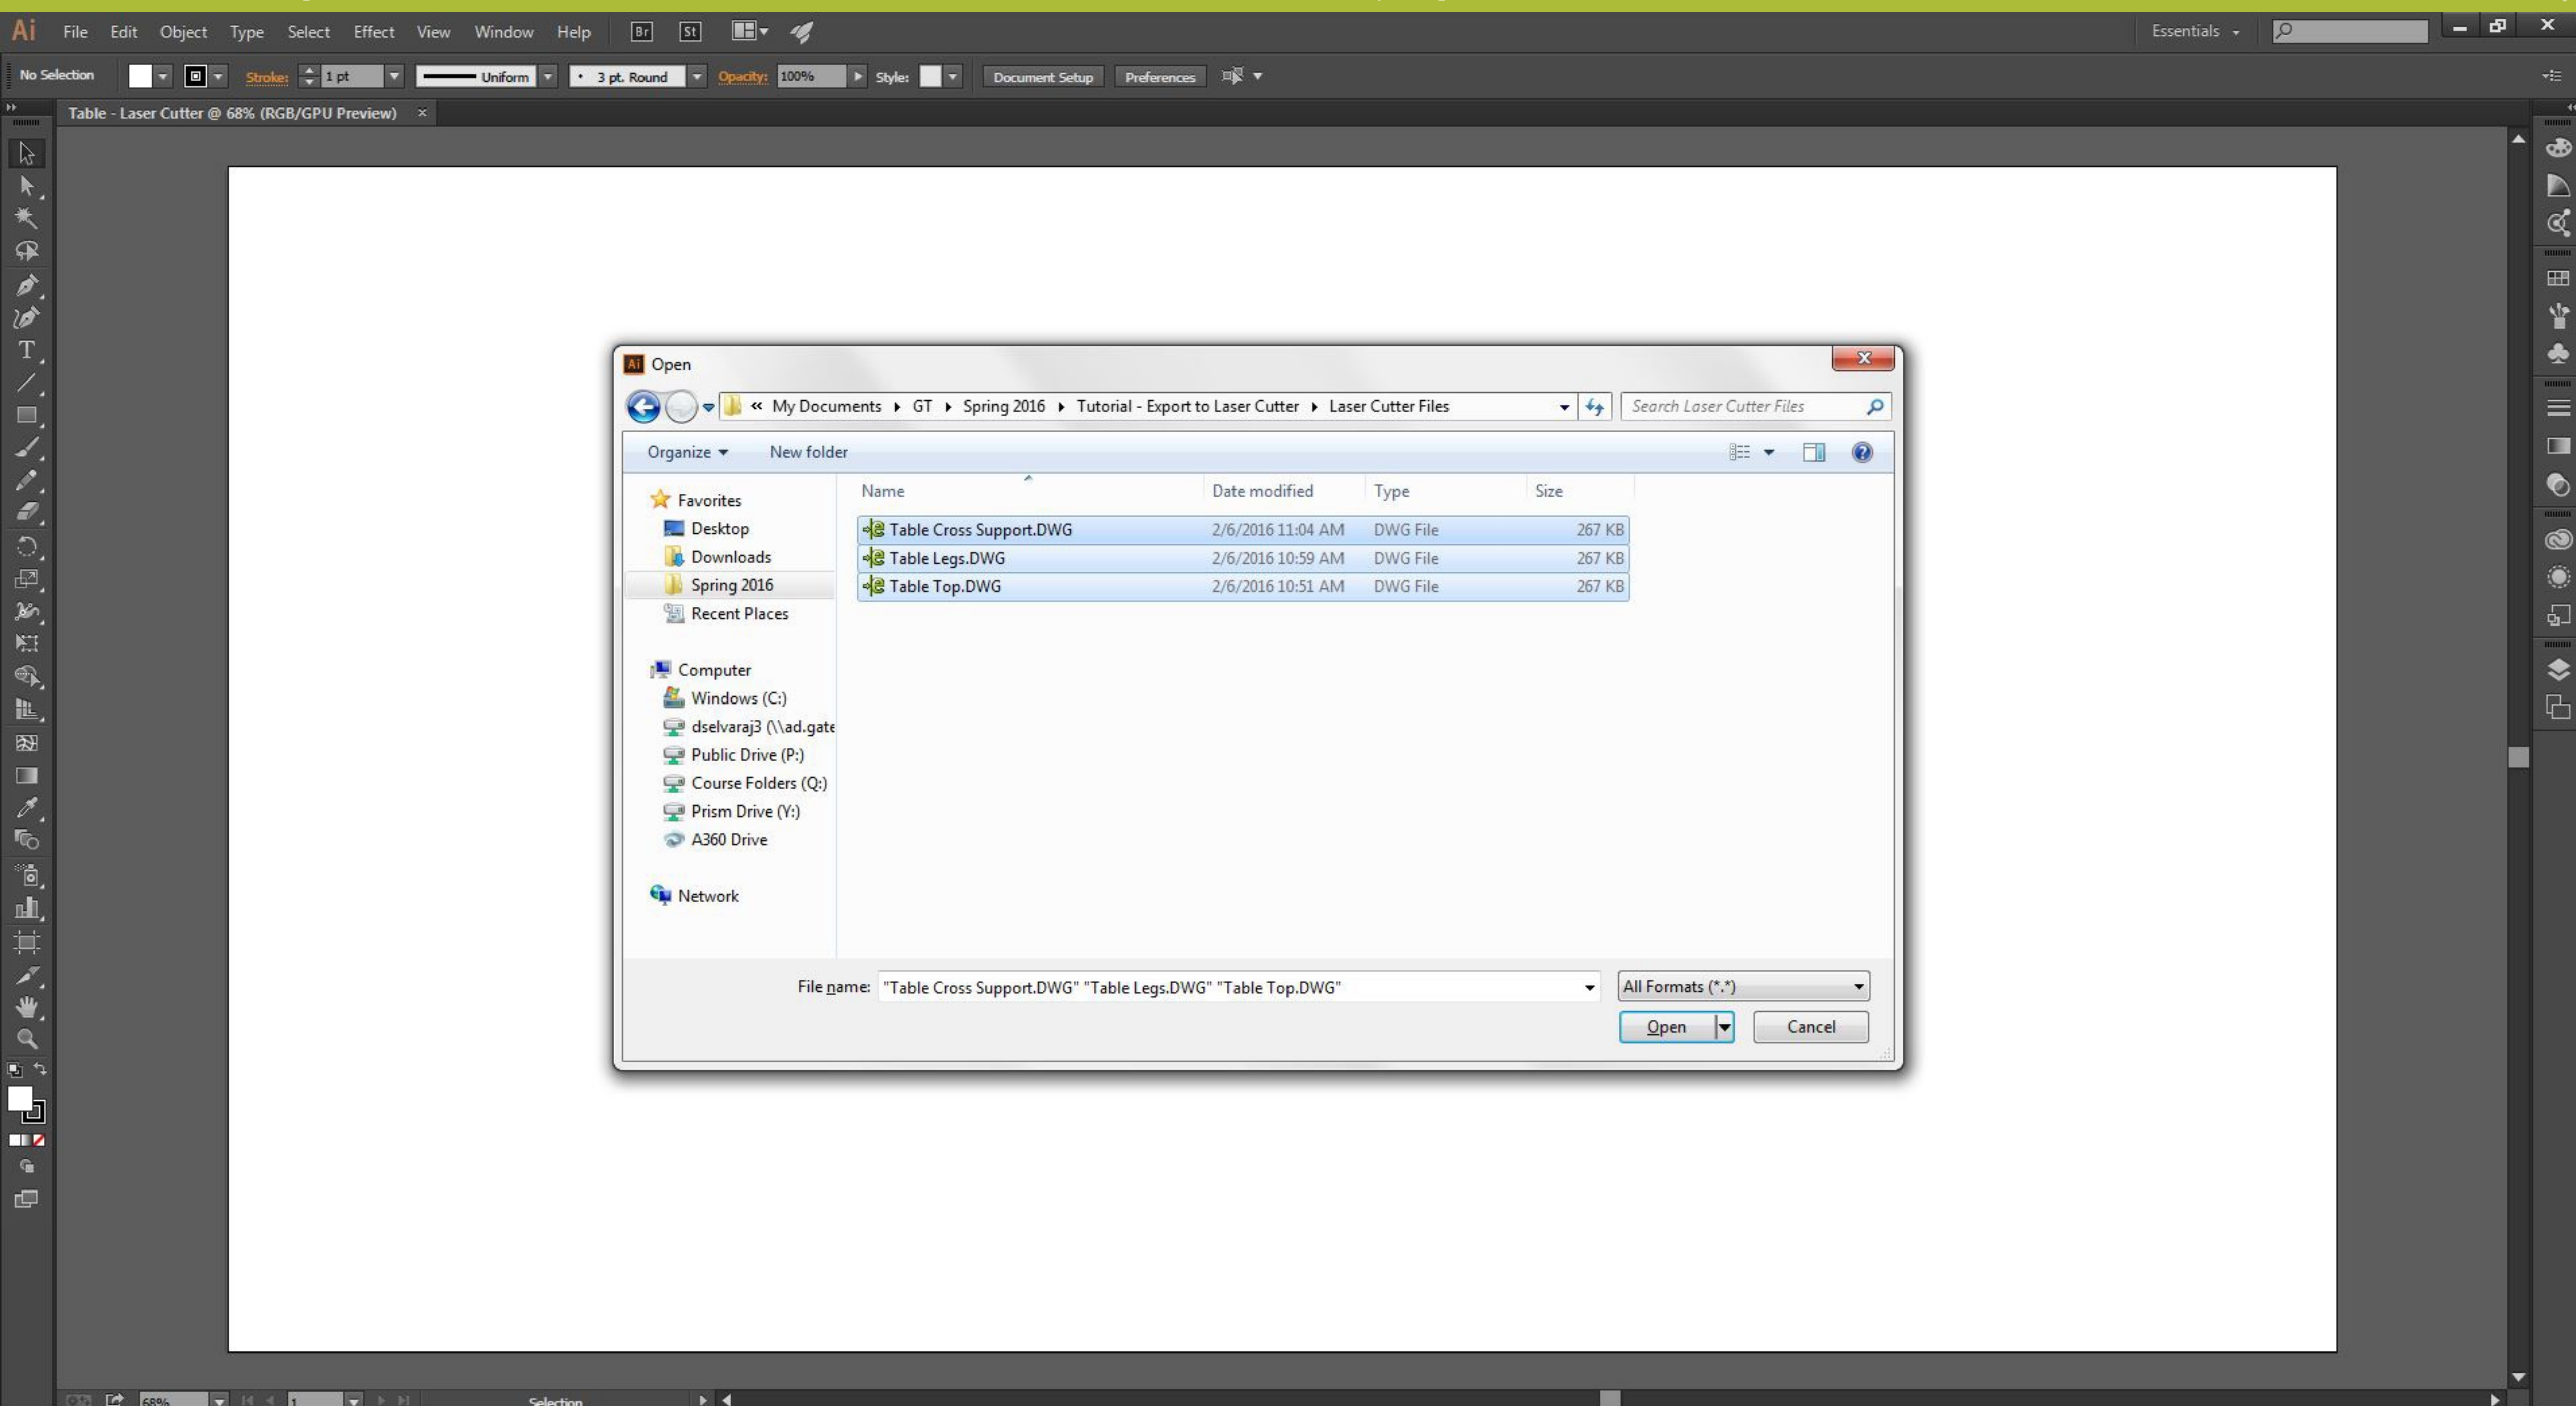 Ai File Edit Object Type Select Effect View Window Help Br St Essentials
No Selection Stroke: 1 pt Uniform 3 pt. Round Opacity: 100% Style: Document Setup Preferences
Table - Laser Cutter @ 68% (RGB/GPU Preview) ×
Ai Open
« My Documents GT Spring 2016 Tutorial - Export to Laser Cutter Laser Cutter Files Search Laser Cutter Files
Organize New folder
Favorites
Desktop
Downloads
Spring 2016
Recent Places
Computer
Windows (C:)
dselvaraj3 (\\ad.gate
Public Drive (P:)
Course Folders (Q:)
Prism Drive (Y:)
A360 Drive
Network
Name Date modified Type Size
Table Cross Support.DWG 2/6/2016 11:04 AM DWG File 267 KB
Table Legs.DWG 2/6/2016 10:59 AM DWG File 267 KB
Table Top.DWG 2/6/2016 10:51 AM DWG File 267 KB
File name: "Table Cross Support.DWG" "Table Legs.DWG" "Table Top.DWG" All Formats (*.*)
Open Cancel
68% 1 Selection